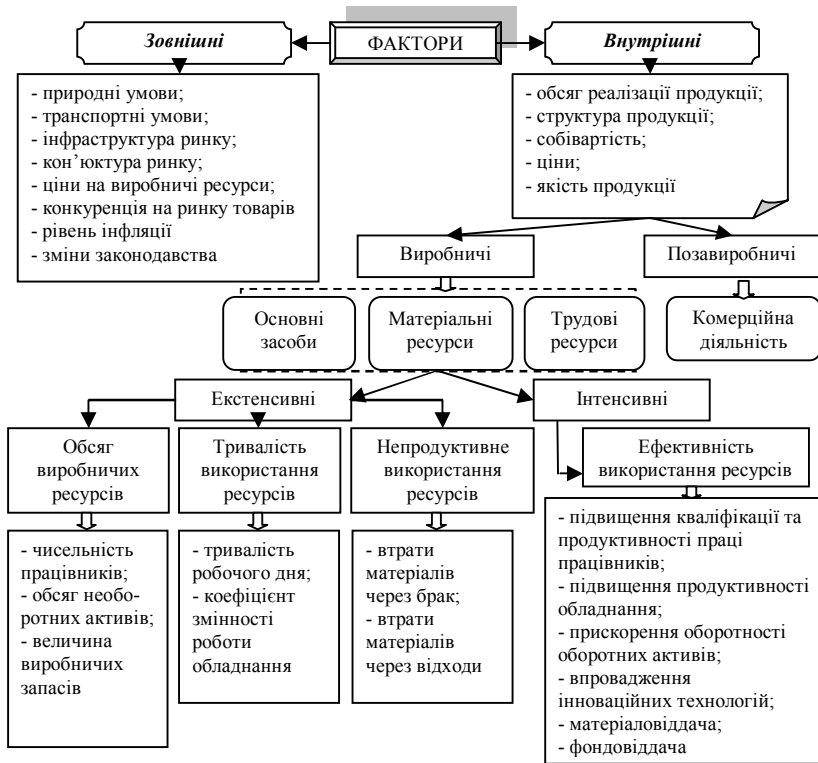 Зовнішні
ФАКТОРИ
Внутрішні
- природні умови;
- транспортні умови;
- інфраструктура ринку;
- кон’юктура ринку;
- ціни на виробничі ресурси;
- конкуренція на ринку товарів
- рівень інфляції
- зміни законодавства
- обсяг реалізації продукції;
- структура продукції;
- собівартість;
- ціни;
- якість продукції
Виробничі
Позавиробничі
Основні
засоби
Матеріальні
ресурси
Трудові
ресурси
Комерційна
діяльність
Екстенсивні
Інтенсивні
Обсяг
виробничих
ресурсів
Тривалість
використання
ресурсів
Непродуктивне
використання
ресурсів
Ефективність
використання ресурсів
- чисельність
працівників;
- обсяг необо-
ротних активів;
- величина
виробничих
запасів
- тривалість
робочого дня;
- коефіцієнт
змінності
роботи
обладнання
- втрати
матеріалів
через брак;
- втрати
матеріалів
через відходи
- підвищення кваліфікації та
продуктивності праці
працівників;
- підвищення продуктивності
обладнання;
- прискорення оборотності
оборотних активів;
- впровадження
інноваційних технологій;
- матеріаловіддача;
- фондовіддача